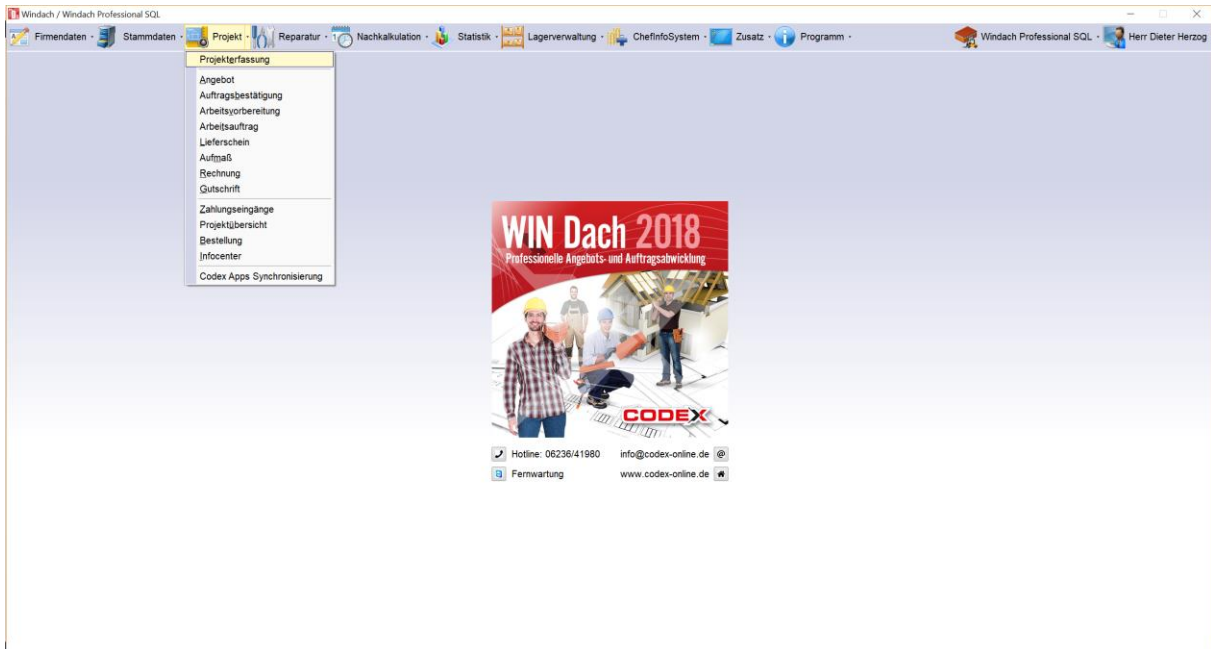 Windach / Windach Professional SQL
Firmendaten Stammdaten Projekt Reparatur Nachkalkulation Statistik Lagerverwaltung ChefInfoSystem Zusatz Programm Windach Professional SQL Herr Dieter Herzog
Projekterfassung
Angebot
Auftragsbestätigung
Arbeitsvorbereitung
Arbeitsauftrag
Lieferschein
Aufmaß
Rechnung
Gutschrift
Zahlungseingänge
Projektübersicht
Bestellung
Infocenter
Codex Apps Synchronisierung
WIN Dach 2018
Professionelle Angebots- und Auftragsabwicklung
CODEX
Hotline: 06236/41980 info@codex-online.de @
Fernwartung www.codex-online.de